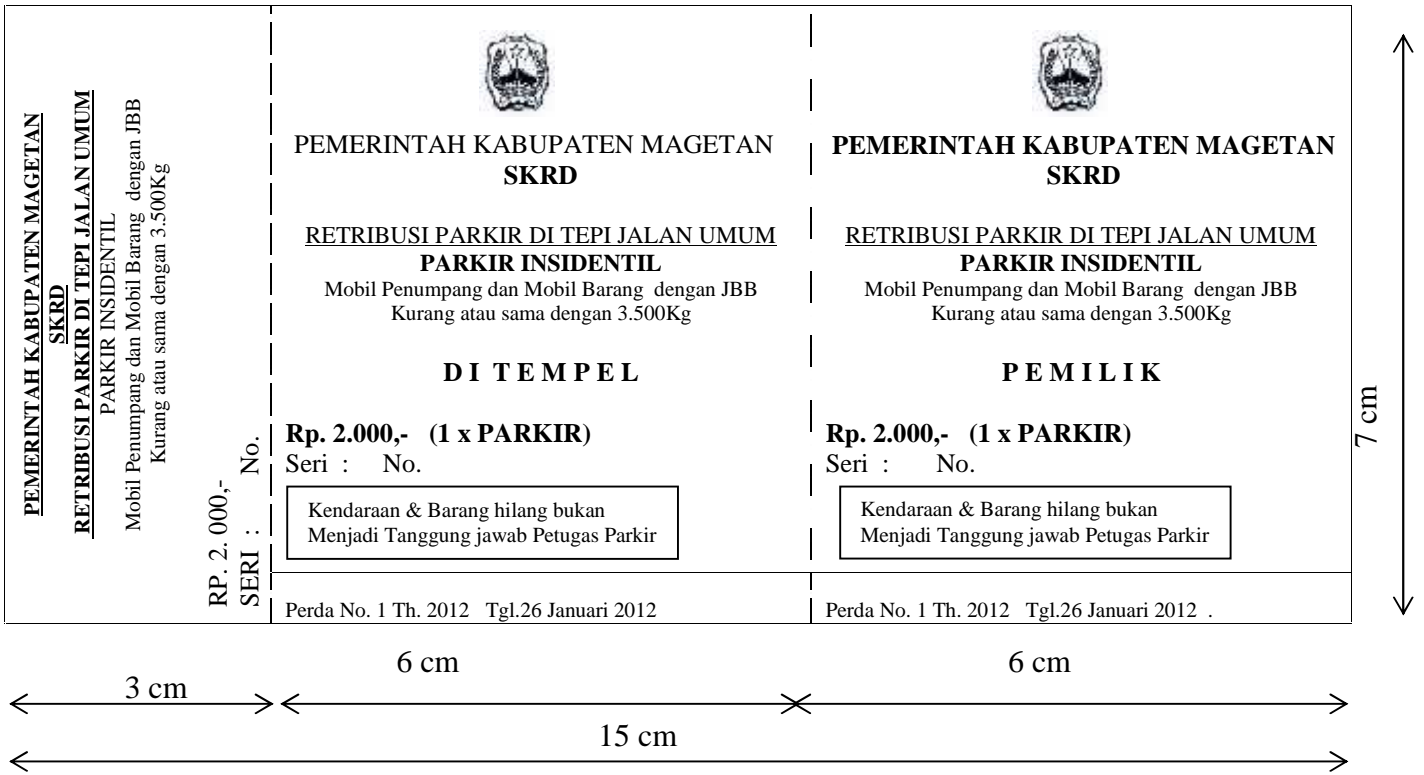 PEMERINTAH KABUPATEN MAGETAN
SKRD
RETRIBUSI PARKIR DI TEPI JALAN UMUM
PARKIR INSIDENTIL
Mobil Penumpang dan Mobil Barang dengan JBB
Kurang atau sama dengan 3.500Kg
RP. 2. 000,-
SERI : No.
PEMERINTAH KABUPATEN MAGETAN
SKRD
RETRIBUSI PARKIR DI TEPI JALAN UMUM
PARKIR INSIDENTIL
Mobil Penumpang dan Mobil Barang dengan JBB
Kurang atau sama dengan 3.500Kg
D I T E M P E L
Rp. 2.000,- (1 x PARKIR)
Seri : No.
Kendaraan & Barang hilang bukan
Menjadi Tanggung jawab Petugas Parkir
Perda No. 1 Th. 2012 Tgl.26 Januari 2012
PEMERINTAH KABUPATEN MAGETAN
SKRD
RETRIBUSI PARKIR DI TEPI JALAN UMUM
PARKIR INSIDENTIL
Mobil Penumpang dan Mobil Barang dengan JBB
Kurang atau sama dengan 3.500Kg
P E M I L I K
Rp. 2.000,- (1 x PARKIR)
Seri : No.
Kendaraan & Barang hilang bukan
Menjadi Tanggung jawab Petugas Parkir
Perda No. 1 Th. 2012 Tgl.26 Januari 2012 .
7 cm
3 cm
6 cm
6 cm
15 cm